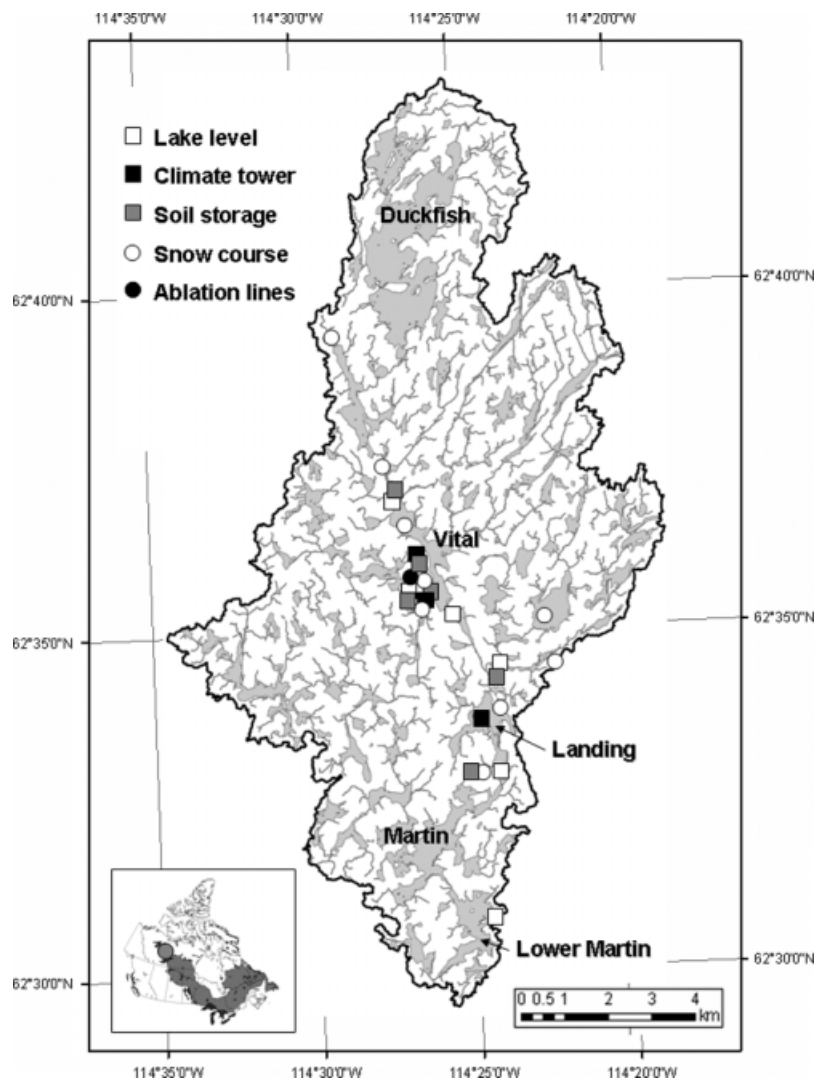 114°35'0"W 114°30'0"W 114°25'0"W 114°20'0"W
Lake level
Climate tower
Soil storage
Snow course
Ablation lines
Duckfish
62°40'0"N
62°40'0"N
Vital
62°35'0"N
62°35'0"N
Landing
Martin
Lower Martin
62°30'0"N
62°30'0"N
0 0.5 1 2 3 4
km
114°35'0"W 114°30'0"W 114°25'0"W 114°20'0"W